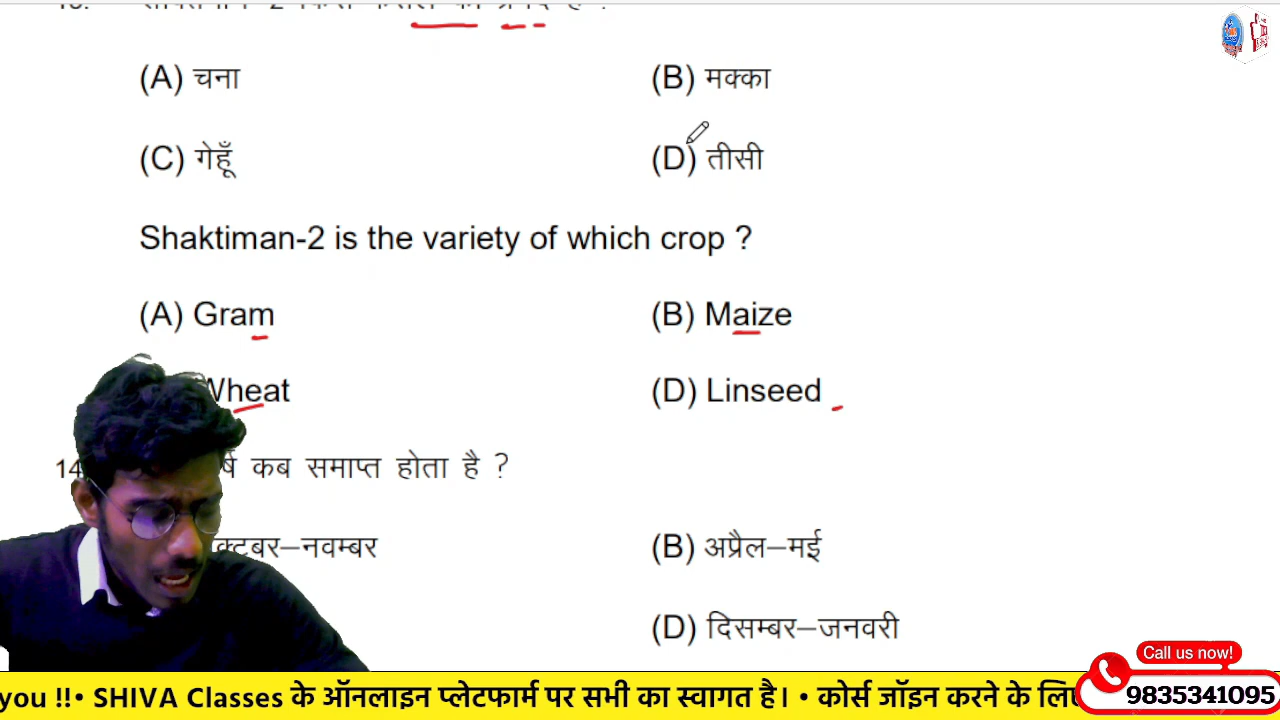 (A) चना (B) मक्का
(C) गेहूँ (D) तीसी
Shaktiman-2 is the variety of which crop ?
(A) Gram (B) Maize
Wheat (D) Linseed
14 कब समाप्त होता है ?
क्टूबर–नवम्बर (B) अप्रैल–मई
(D) दिसम्बर–जनवरी
Call us now!
you !!• SHIVA Classes के ऑनलाइन प्लेटफार्म पर सभी का स्वागत है। • कोर्स जॉइन करने के लिए
9835341095